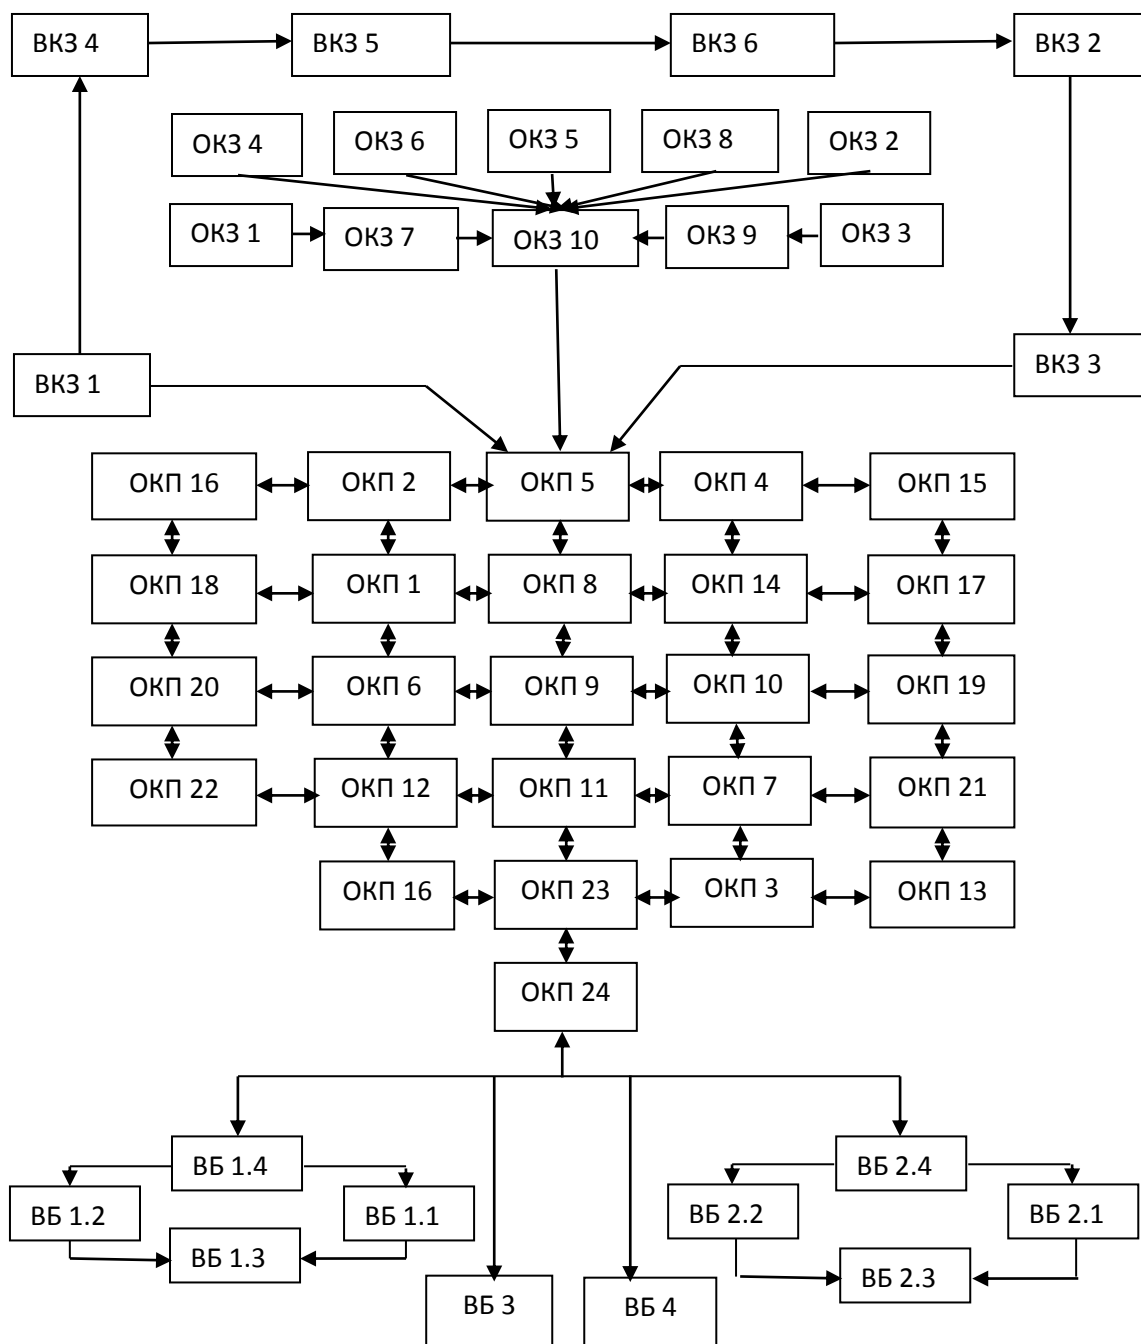 ВКЗ 4
ВКЗ 5
ВКЗ 6
ВКЗ 2
ОКЗ 4
ОКЗ 6
ОКЗ 5
ОКЗ 8
ОКЗ 2
ОКЗ 1
ОКЗ 7
ОКЗ 10
ОКЗ 9
ОКЗ 3
ВКЗ 1
ВКЗ 3
ОКП 16
ОКП 2
ОКП 5
ОКП 4
ОКП 15
ОКП 18
ОКП 1
ОКП 8
ОКП 14
ОКП 17
ОКП 20
ОКП 6
ОКП 9
ОКП 10
ОКП 19
ОКП 22
ОКП 12
ОКП 11
ОКП 7
ОКП 21
ОКП 16
ОКП 23
ОКП 3
ОКП 13
ОКП 24
ВБ 1.4
ВБ 2.4
ВБ 1.2
ВБ 1.1
ВБ 2.2
ВБ 2.1
ВБ 1.3
ВБ 2.3
ВБ 3
ВБ 4